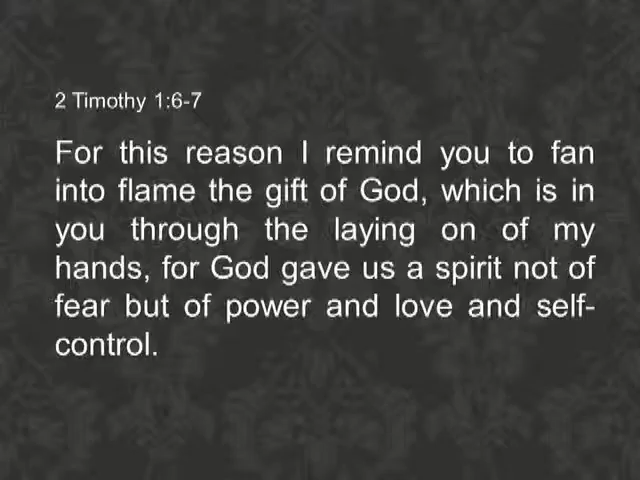 2 Timothy 1:6-7
For this reason I remind you to fan
into flame the gift of God, which is in
you through the laying on of my
hands, for God gave us a spirit not of
fear but of power and love and self-
control.